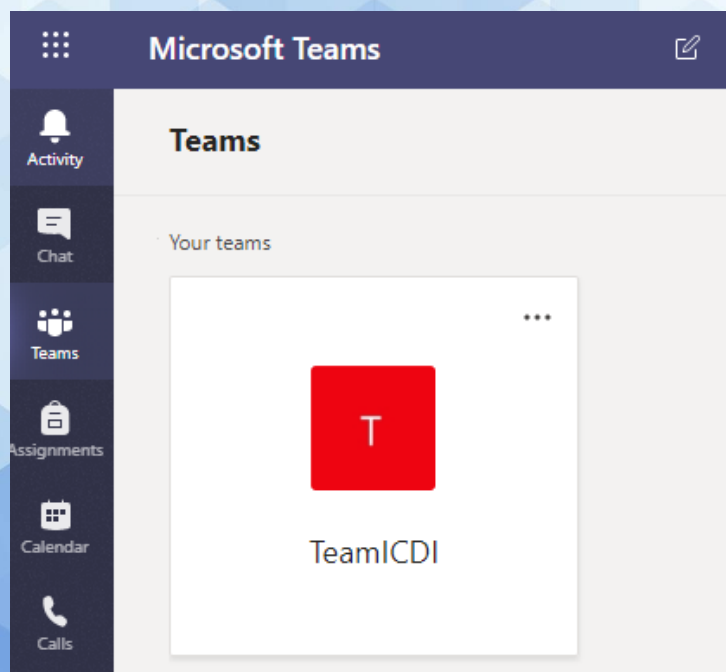 Microsoft Teams
Activity
Chat
Teams
Assignments
Calendar
Calls
Teams
Your teams
T
TeamICDI